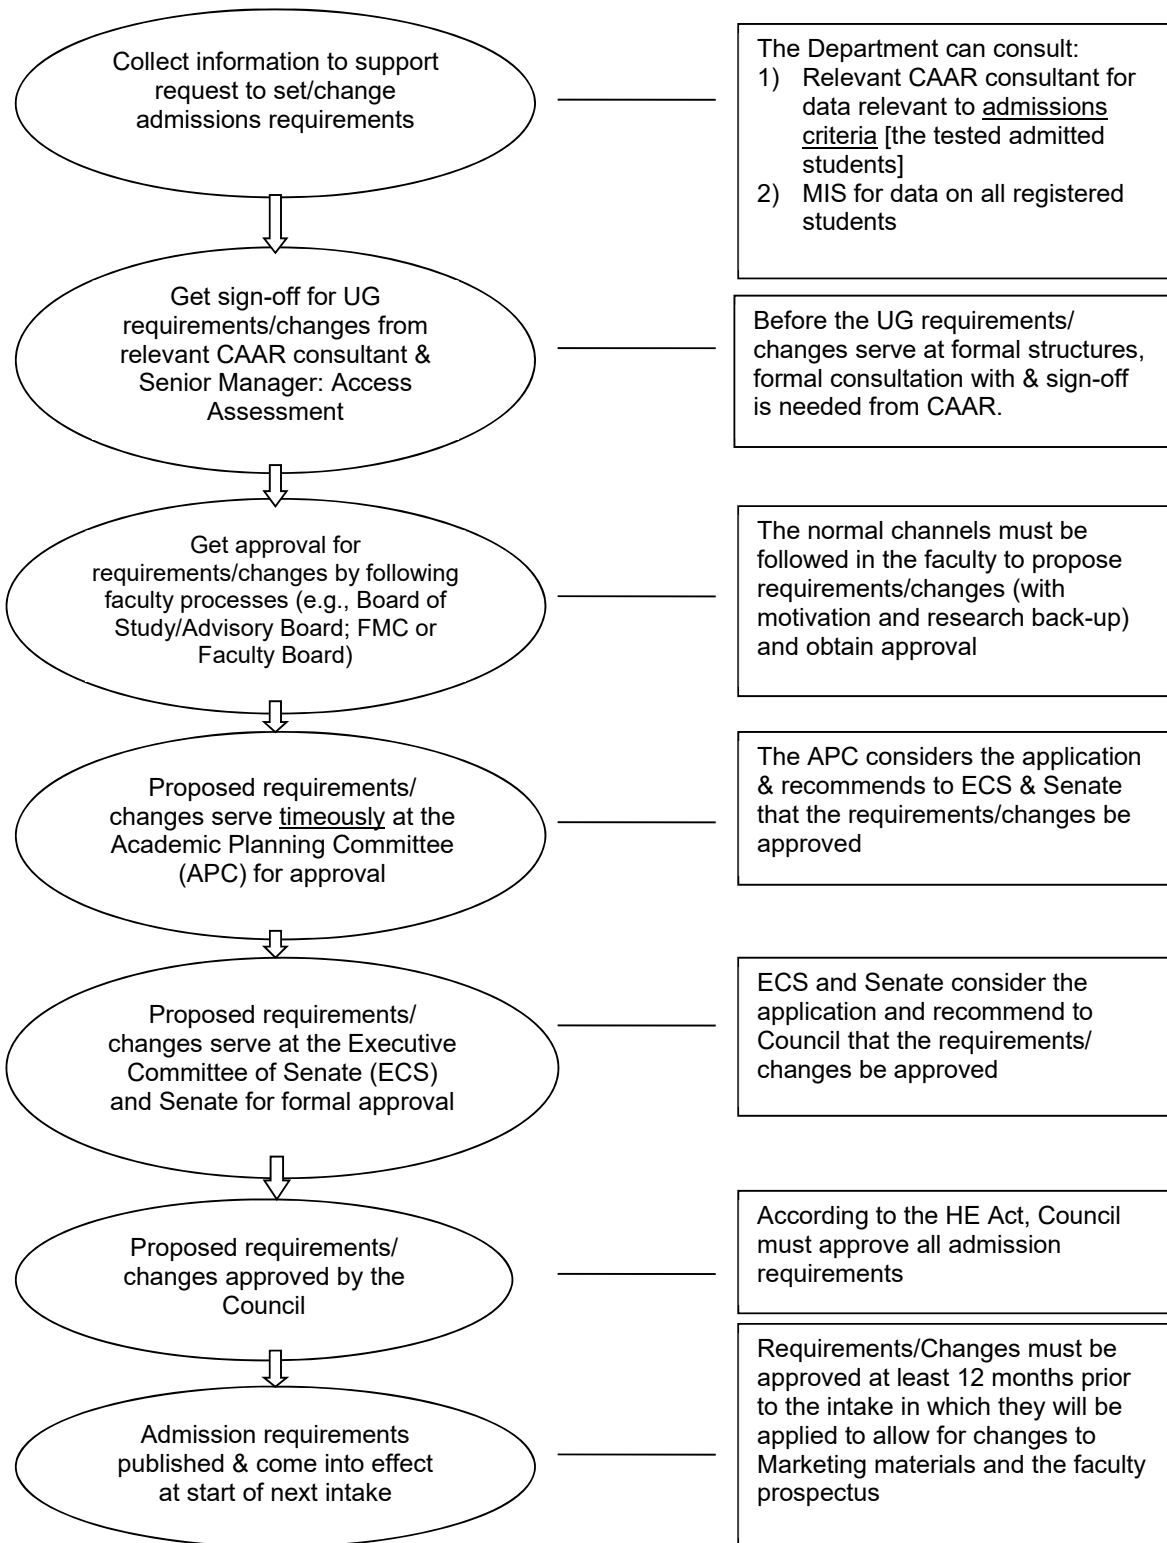 Collect information to support
request to set/change
admissions requirements
The Department can consult:
1) Relevant CAAR consultant for
data relevant to admissions
criteria [the tested admitted
students]
2) MIS for data on all registered
students
Get sign-off for UG
requirements/changes from
relevant CAAR consultant &
Senior Manager: Access
Assessment
Before the UG requirements/
changes serve at formal structures,
formal consultation with & sign-off
is needed from CAAR.
Get approval for
requirements/changes by following
faculty processes (e.g., Board of
Study/Advisory Board; FMC or
Faculty Board)
The normal channels must be
followed in the faculty to propose
requirements/changes (with
motivation and research back-up)
and obtain approval
Proposed requirements/
changes serve timeously at the
Academic Planning Committee
(APC) for approval
The APC considers the application
& recommends to ECS & Senate
that the requirements/changes be
approved
Proposed requirements/
changes serve at the Executive
Committee of Senate (ECS)
and Senate for formal approval
ECS and Senate consider the
application and recommend to
Council that the requirements/
changes be approved
Proposed requirements/
changes approved by the
Council
According to the HE Act, Council
must approve all admission
requirements
Admission requirements
published & come into effect
at start of next intake
Requirements/Changes must be
approved at least 12 months prior
to the intake in which they will be
applied to allow for changes to
Marketing materials and the faculty
prospectus